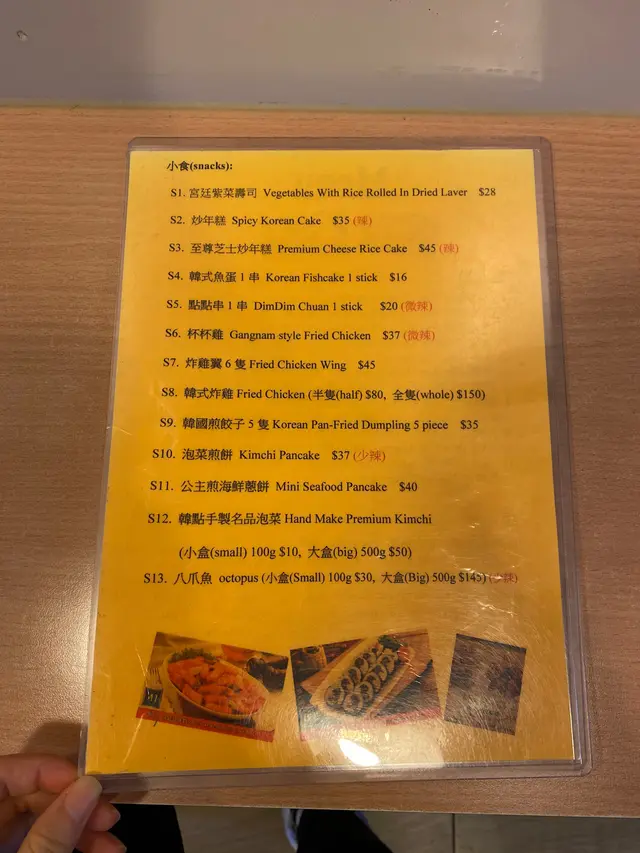 小食(snacks):
S1. 宮廷紫菜壽司 Vegetables With Rice Rolled In Dried Laver $28
S2. 炒年糕 Spicy Korean Cake $35 (辣)
S3. 至尊芝士炒年糕 Premium Cheese Rice Cake $45 (辣)
S4. 韓式魚蛋 1 串 Korean Fishcake 1 stick $16
S5. 點點串 1 串 DimDim Chuan 1 stick $20 (微辣)
S6. 杯杯雞 Gangnam style Fried Chicken $37 (微辣)
S7. 炸雞翼 6 隻 Fried Chicken Wing $45
S8. 韓式炸雞 Fried Chicken (半隻(half) $80, 全隻(whole) $150)
S9. 韓國煎餃子 5 隻 Korean Pan-Fried Dumpling 5 piece $35
S10. 泡菜煎餅 Kimchi Pancake $37 (少辣)
S11. 公主煎海鮮蔥餅 Mini Seafood Pancake $40
S12. 韓點手製名品泡菜 Hand Make Premium Kimchi
(小盒(small) 100g $10, 大盒(big) 500g $50)
S13. 八爪魚 octopus (小盒(Small) 100g $30, 大盒(Big) 500g $145) (少辣)